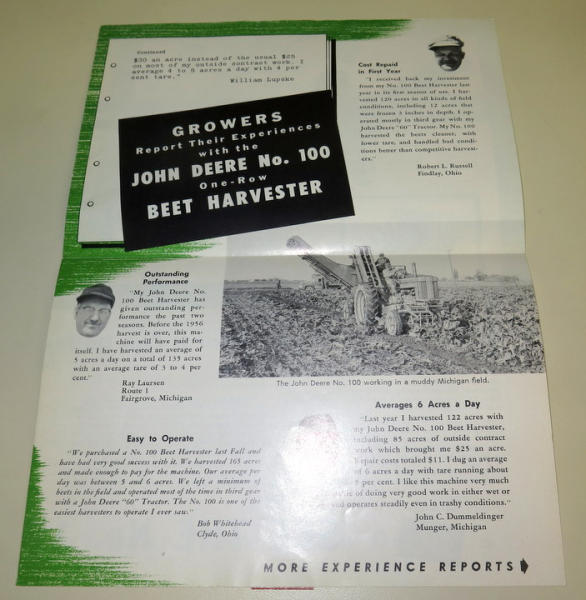 Continued
$30 an acre instead of the usual $25
on most of my outside contract work. I
average 4 to 8 acres a day with 4 per
cent tare."
William Lupske
GROWERS
Report Their Experiences
with the
JOHN DEERE No. 100
One-Row
BEET HARVESTER
Cost Repaid
in First Year
"I received back my investment
from my No. 100 Beet Harvester last
year in its first season of use. I har-
vested 120 acres in all kinds of field
conditions, including 12 acres that
were frozen 3 inches in depth. I op-
erated mostly in third gear with my
John Deere "60" Tractor. My No. 100
harvested the beets cleaner, with
lower tare, and handled bad condi-
tions better than competitive harvest-
ers."
Robert L. Russell
Findlay, Ohio
Outstanding
Performance
"My John Deere No.
100 Beet Harvester has
given outstanding per-
formance the past two
seasons. Before the 1956
harvest is over, this ma-
chine will have paid for
itself. I have harvested an average of
5 acres a day on a total of 135 acres
with an average tare of 3 to 4 per
cent."
Ray Laursen
Route 1
Fairgrove, Michigan
The John Deere No. 100 working in a muddy Michigan field.
Easy to Operate
"We purchased a No. 100 Beet Harvester last Fall and
have had very good success with it. We harvested 165 acres
and made enough to pay for the machine. Our average per
day was between 5 and 6 acres. We left a minimum of
beets in the field and operated most of the time in third gear
with a John Deere "60" Tractor. The No. 100 is one of the
easiest harvesters to operate I ever saw."
Bob Whitehead
Clyde, Ohio
Averages 6 Acres a Day
"Last year I harvested 122 acres with
my John Deere No. 100 Beet Harvester,
including 85 acres of outside contract
work which brought me $25 an acre.
Repair costs totaled $11. I dug an average
of 6 acres a day with tare running about
per cent. I like this machine very much
of doing very good work in either wet or
operates steadily even in trashy conditions."
John C. Dummeldinger
Munger, Michigan
MORE EXPERIENCE REPORTS